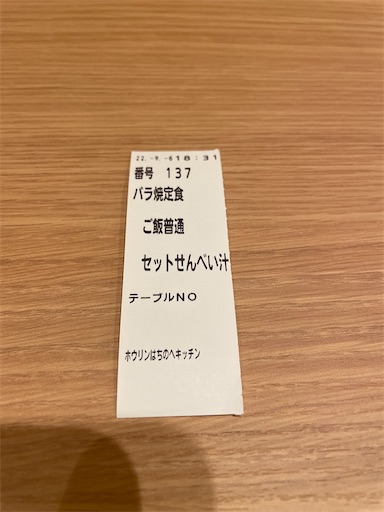 22.-9.-6 18:31
番号 137
バラ焼定食
ご飯普通
セットせんべい汁
テーブルNO
ホウリンはちのヘキッチン